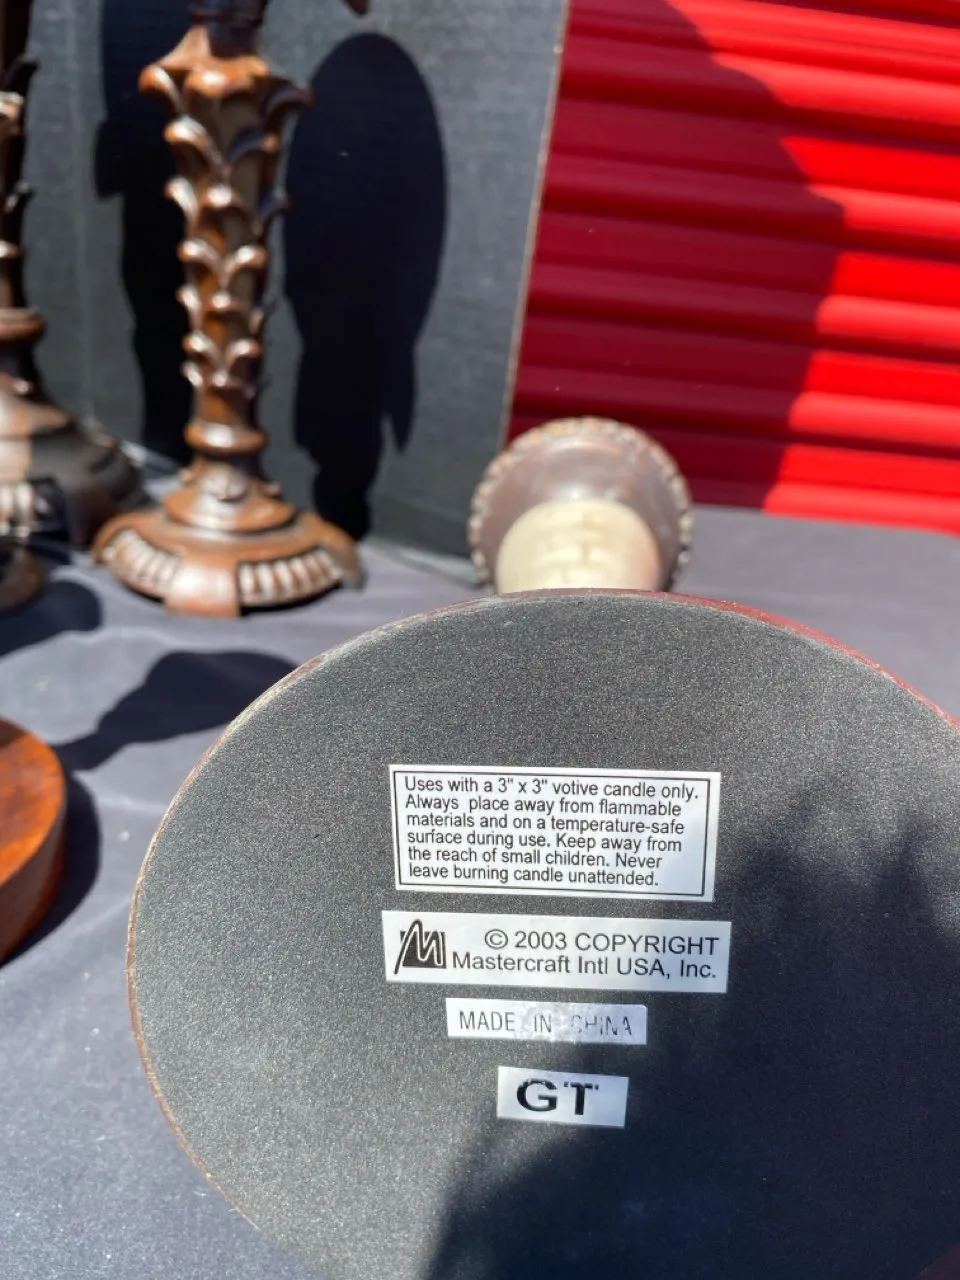 Uses with a 3" x 3" votive candle only.
Always place away from flammable
materials and on a temperature-safe
surface during use. Keep away from
the reach of small children. Never
leave burning candle unattended.
© 2003 COPYRIGHT
Mastercraft Intl USA, Inc.
MADE IN CHINA
GT